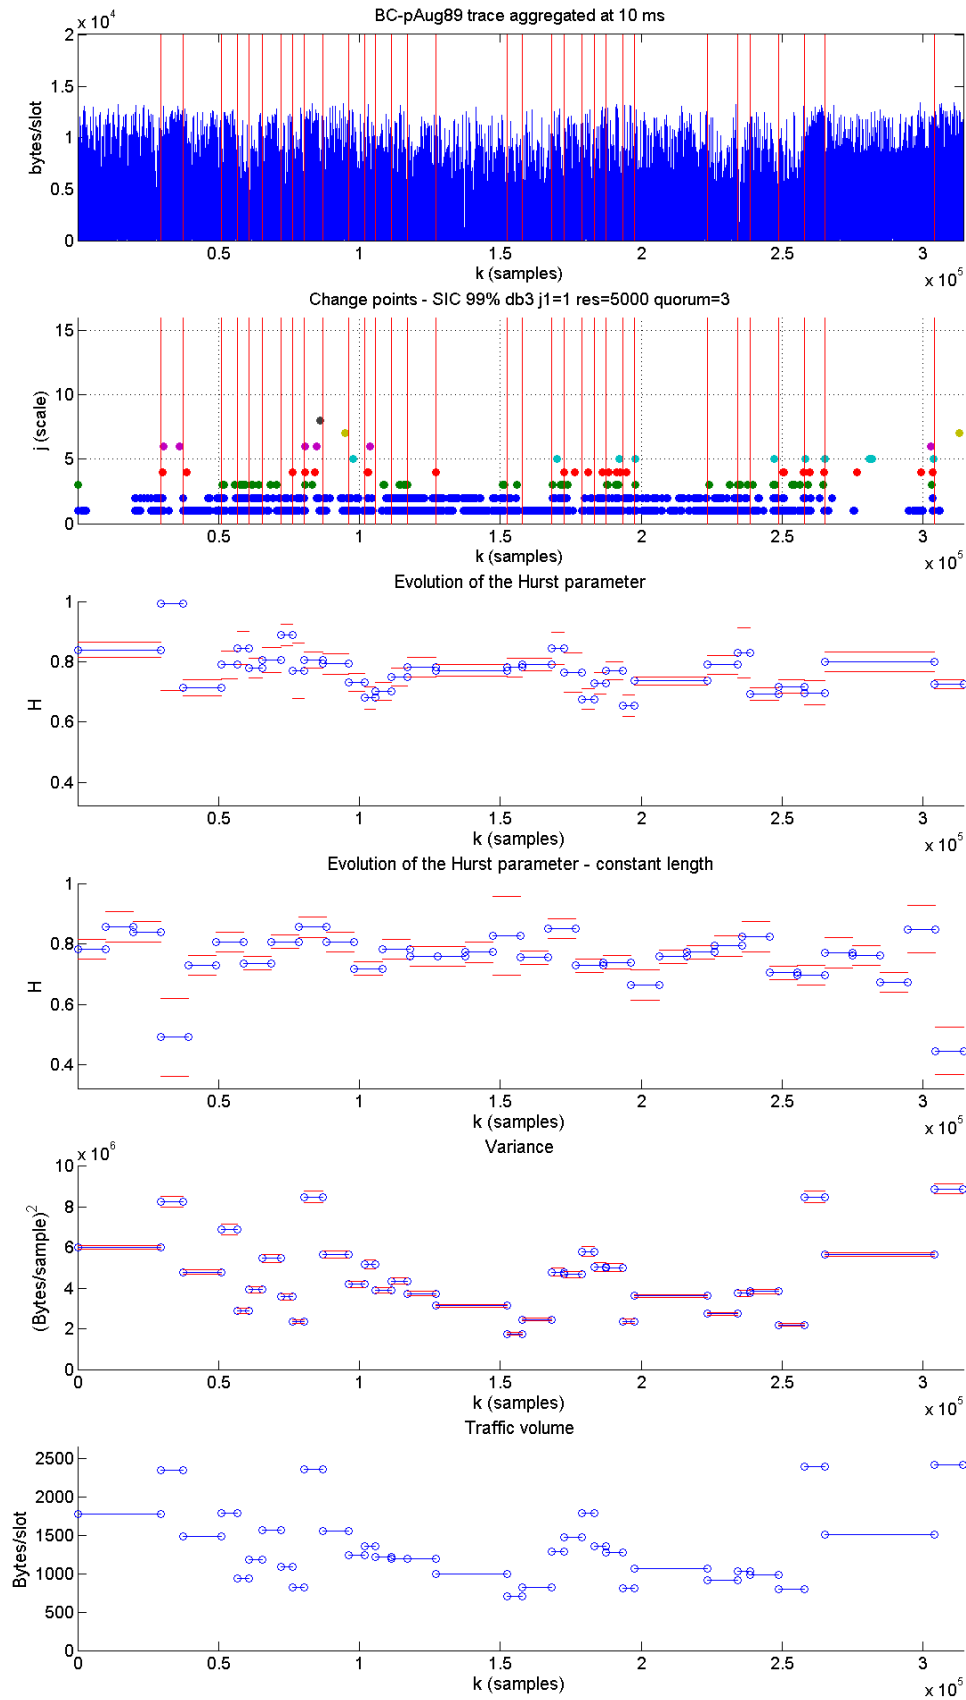 BC-pAug89 trace aggregated at 10 ms
x 10^4
2
1.5
1
0.5
0
bytes/slot
0.5 1 1.5 2 2.5 3
k (samples)
x 10^5
Change points - SIC 99% db3 j1=1 res=5000 quorum=3
15
10
5
0
j (scale)
0.5 1 1.5 2 2.5 3
k (samples)
x 10^5
Evolution of the Hurst parameter
1
0.8
0.6
0.4
H
0.5 1 1.5 2 2.5 3
k (samples)
x 10^5
Evolution of the Hurst parameter - constant length
1
0.8
0.6
0.4
H
0.5 1 1.5 2 2.5 3
k (samples)
x 10^5
Variance
x 10^6
10
8
6
4
2
0
(Bytes/sample)^2
0 0.5 1 1.5 2 2.5 3
k (samples)
x 10^5
Traffic volume
2500
2000
1500
1000
500
0
Bytes/slot
0 0.5 1 1.5 2 2.5 3
k (samples)
x 10^5